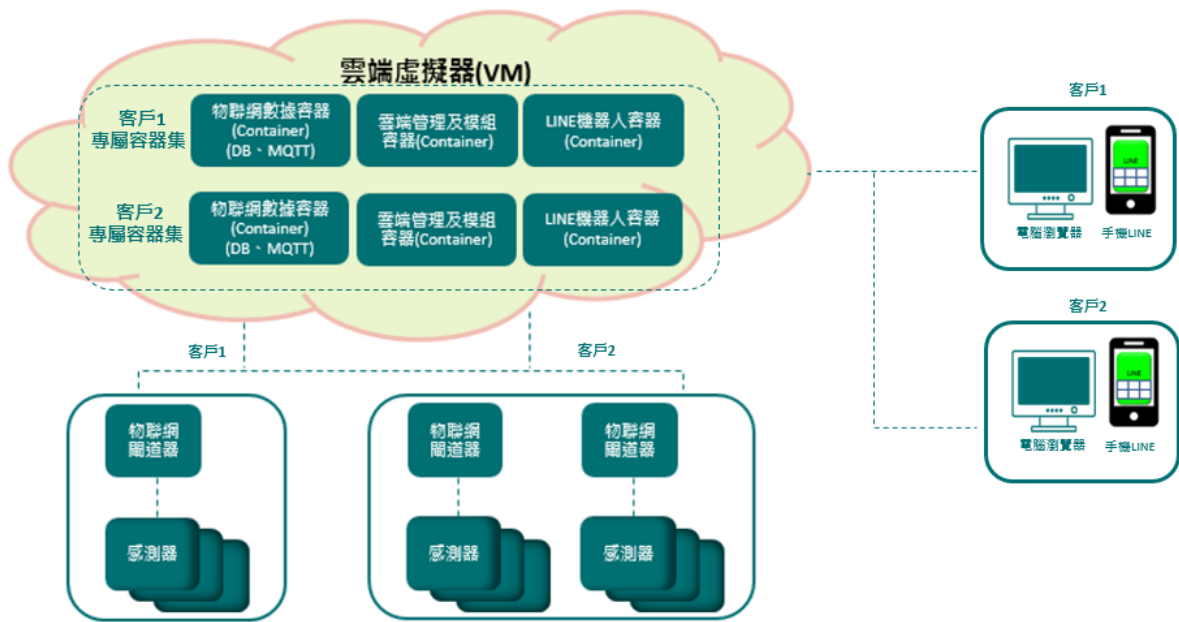 雲端虛擬器(VM)
客戶1
專屬容器集
物聯網數據容器
(Container)
(DB、MQTT)
雲端管理及模組
容器(Container)
LINE機器人容器
(Container)
客戶2
專屬容器集
物聯網數據容器
(Container)
(DB、MQTT)
雲端管理及模組
容器(Container)
LINE機器人容器
(Container)
客戶1
LINE
電腦瀏覽器
手機LINE
客戶2
LINE
電腦瀏覽器
手機LINE
客戶1
客戶2
物聯網
閘道器
物聯網
閘道器
物聯網
閘道器
感測器
感測器
感測器